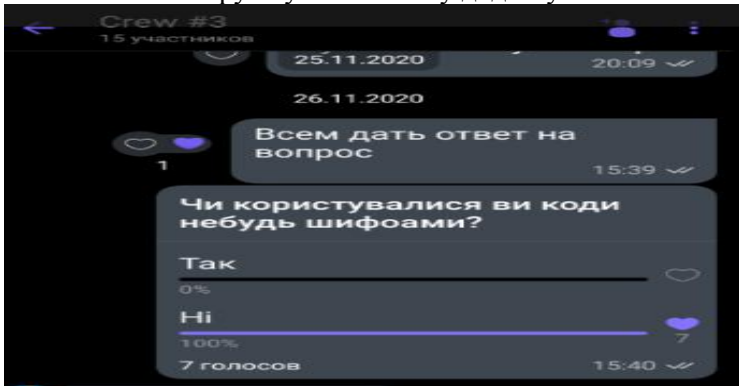 Crew #3
15 участников
25.11.2020
20:09
26.11.2020
Всем дать ответ на
вопрос
1
15:39
Чи користувалися ви коди
небудь шифоами?
Так
0%
Ні
100%
7
7 голосов
15:40